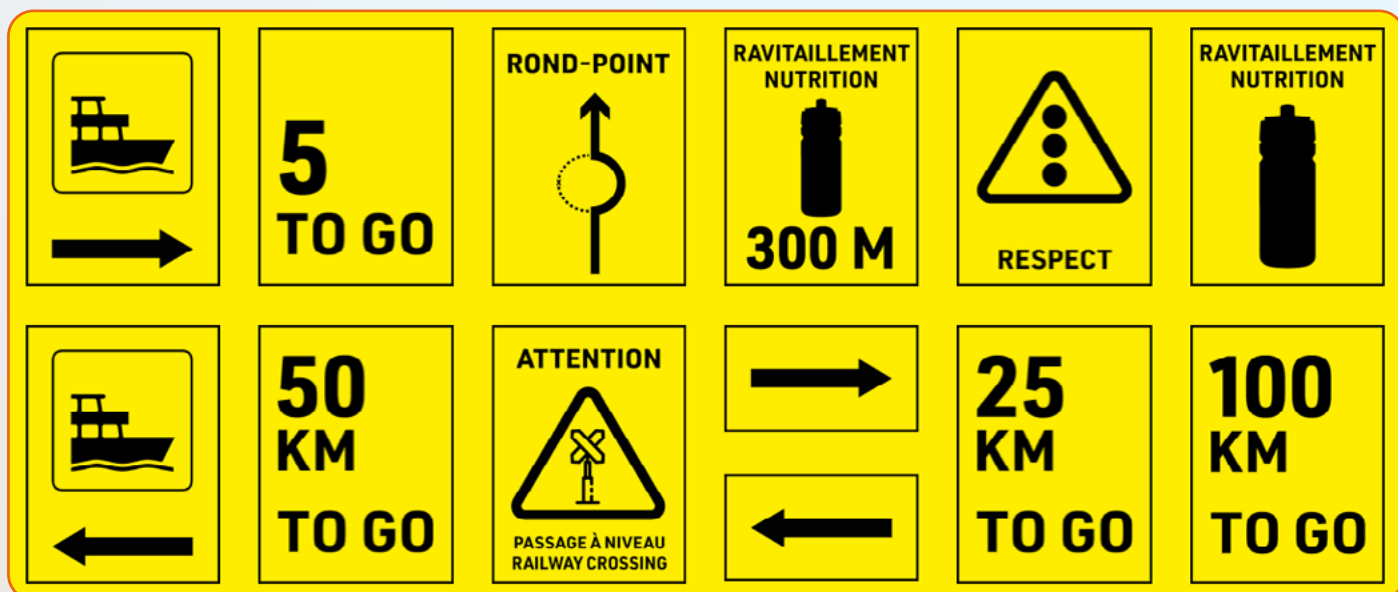 5
TO GO
ROND-POINT
RAVITAILLEMENT
NUTRITION
300 M
RESPECT
RAVITAILLEMENT
NUTRITION
50
KM
TO GO
ATTENTION
PASSAGE À NIVEAU
RAILWAY CROSSING
25
KM
TO GO
100
KM
TO GO